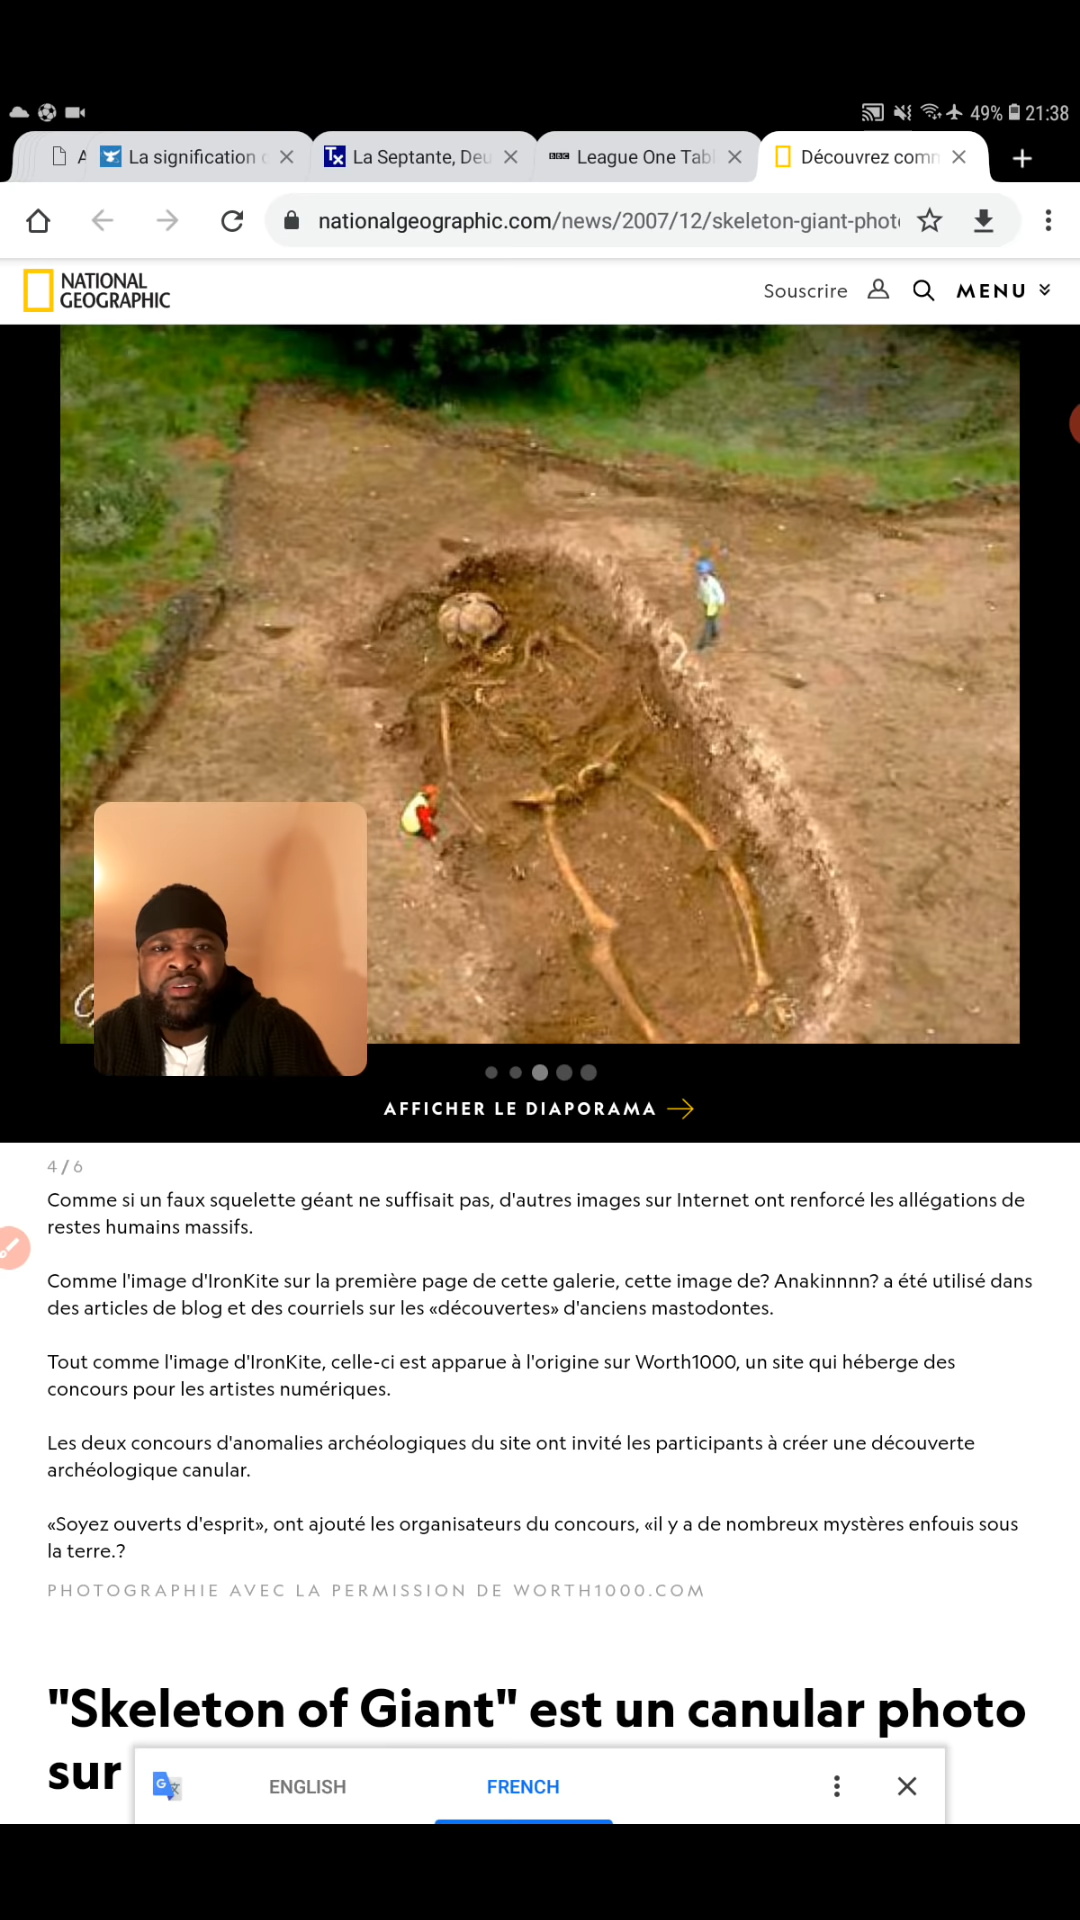 49% 21:38
La signification
La Septante, Deu
BBC League One Tabl
Découvrez comm
nationalgeographic.com/news/2007/12/skeleton-giant-phot
NATIONAL
GEOGRAPHIC
Souscrire
MENU
AFFICHER LE DIAPORAMA
4 / 6
Comme si un faux squelette géant ne suffisait pas, d'autres images sur Internet ont renforcé les allégations de
restes humains massifs.
Comme l'image d'IronKite sur la première page de cette galerie, cette image de? Anakinnnn? a été utilisé dans
des articles de blog et des courriels sur les «découvertes» d'anciens mastodontes.
Tout comme l'image d'IronKite, celle-ci est apparue à l'origine sur Worth1000, un site qui héberge des
concours pour les artistes numériques.
Les deux concours d'anomalies archéologiques du site ont invité les participants à créer une découverte
archéologique canular.
«Soyez ouverts d'esprit», ont ajouté les organisateurs du concours, «il y a de nombreux mystères enfouis sous
la terre.?
PHOTOGRAPHIE AVEC LA PERMISSION DE WORTH1000.COM
"Skeleton of Giant" est un canular photo
sur
ENGLISH
FRENCH